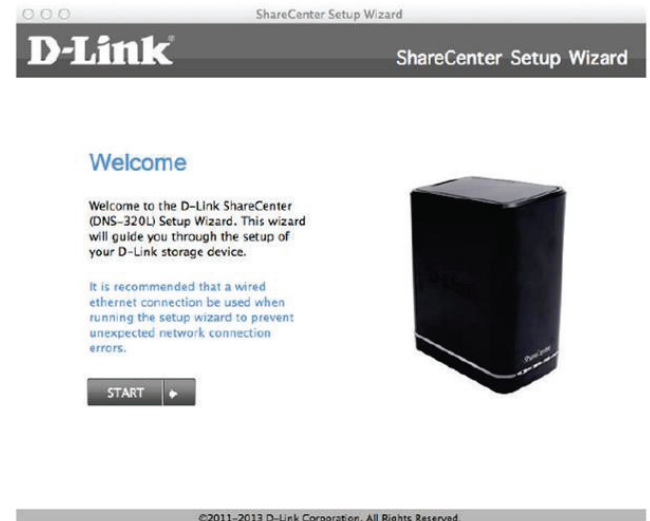 ShareCenter Setup Wizard
D-Link®
ShareCenter Setup Wizard
Welcome
Welcome to the D-Link ShareCenter
(DNS-320L) Setup Wizard. This wizard
will guide you through the setup of
your D-Link storage device.
It is recommended that a wired
ethernet connection be used when
running the setup wizard to prevent
unexpected network connection
errors.
START
D-Link
ShareCenter
©2011-2013 D-Link Corporation. All Rights Reserved.